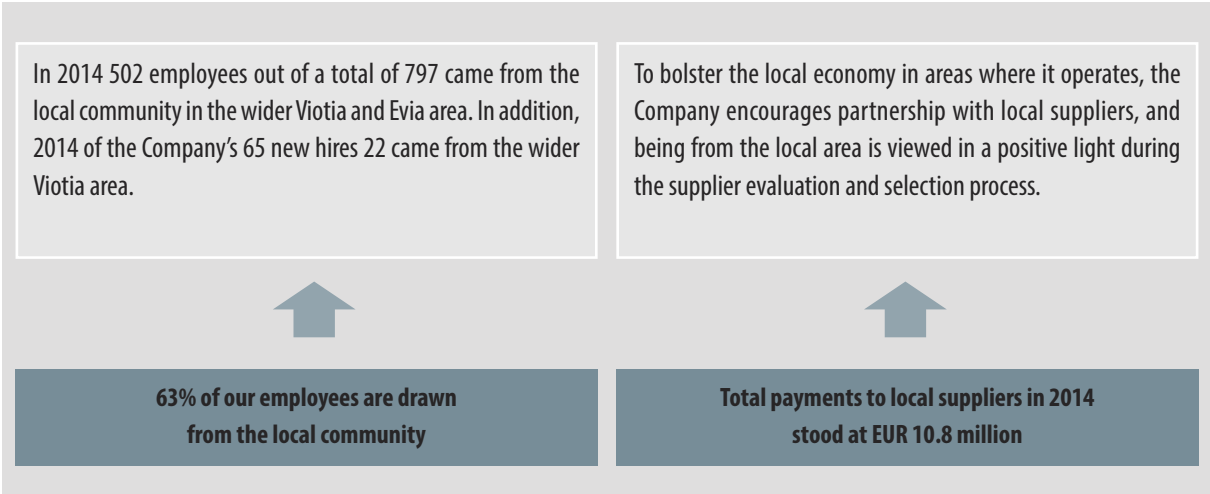 In 2014 502 employees out of a total of 797 came from the
local community in the wider Viotia and Evia area. In addition,
2014 of the Company's 65 new hires 22 came from the wider
Viotia area.
To bolster the local economy in areas where it operates, the
Company encourages partnership with local suppliers, and
being from the local area is viewed in a positive light during
the supplier evaluation and selection process.
63% of our employees are drawn
from the local community
Total payments to local suppliers in 2014
stood at EUR 10.8 million